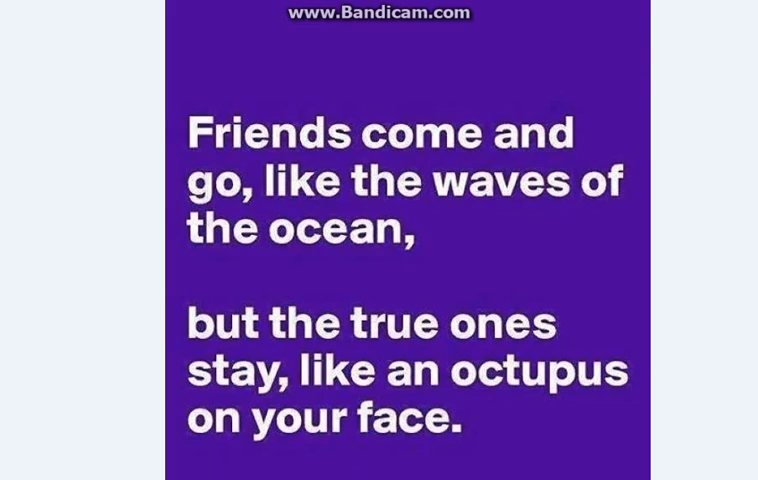 www.Bandicam.com
Friends come and
go, like the waves of
the ocean,
but the true ones
stay, like an octupus
on your face.